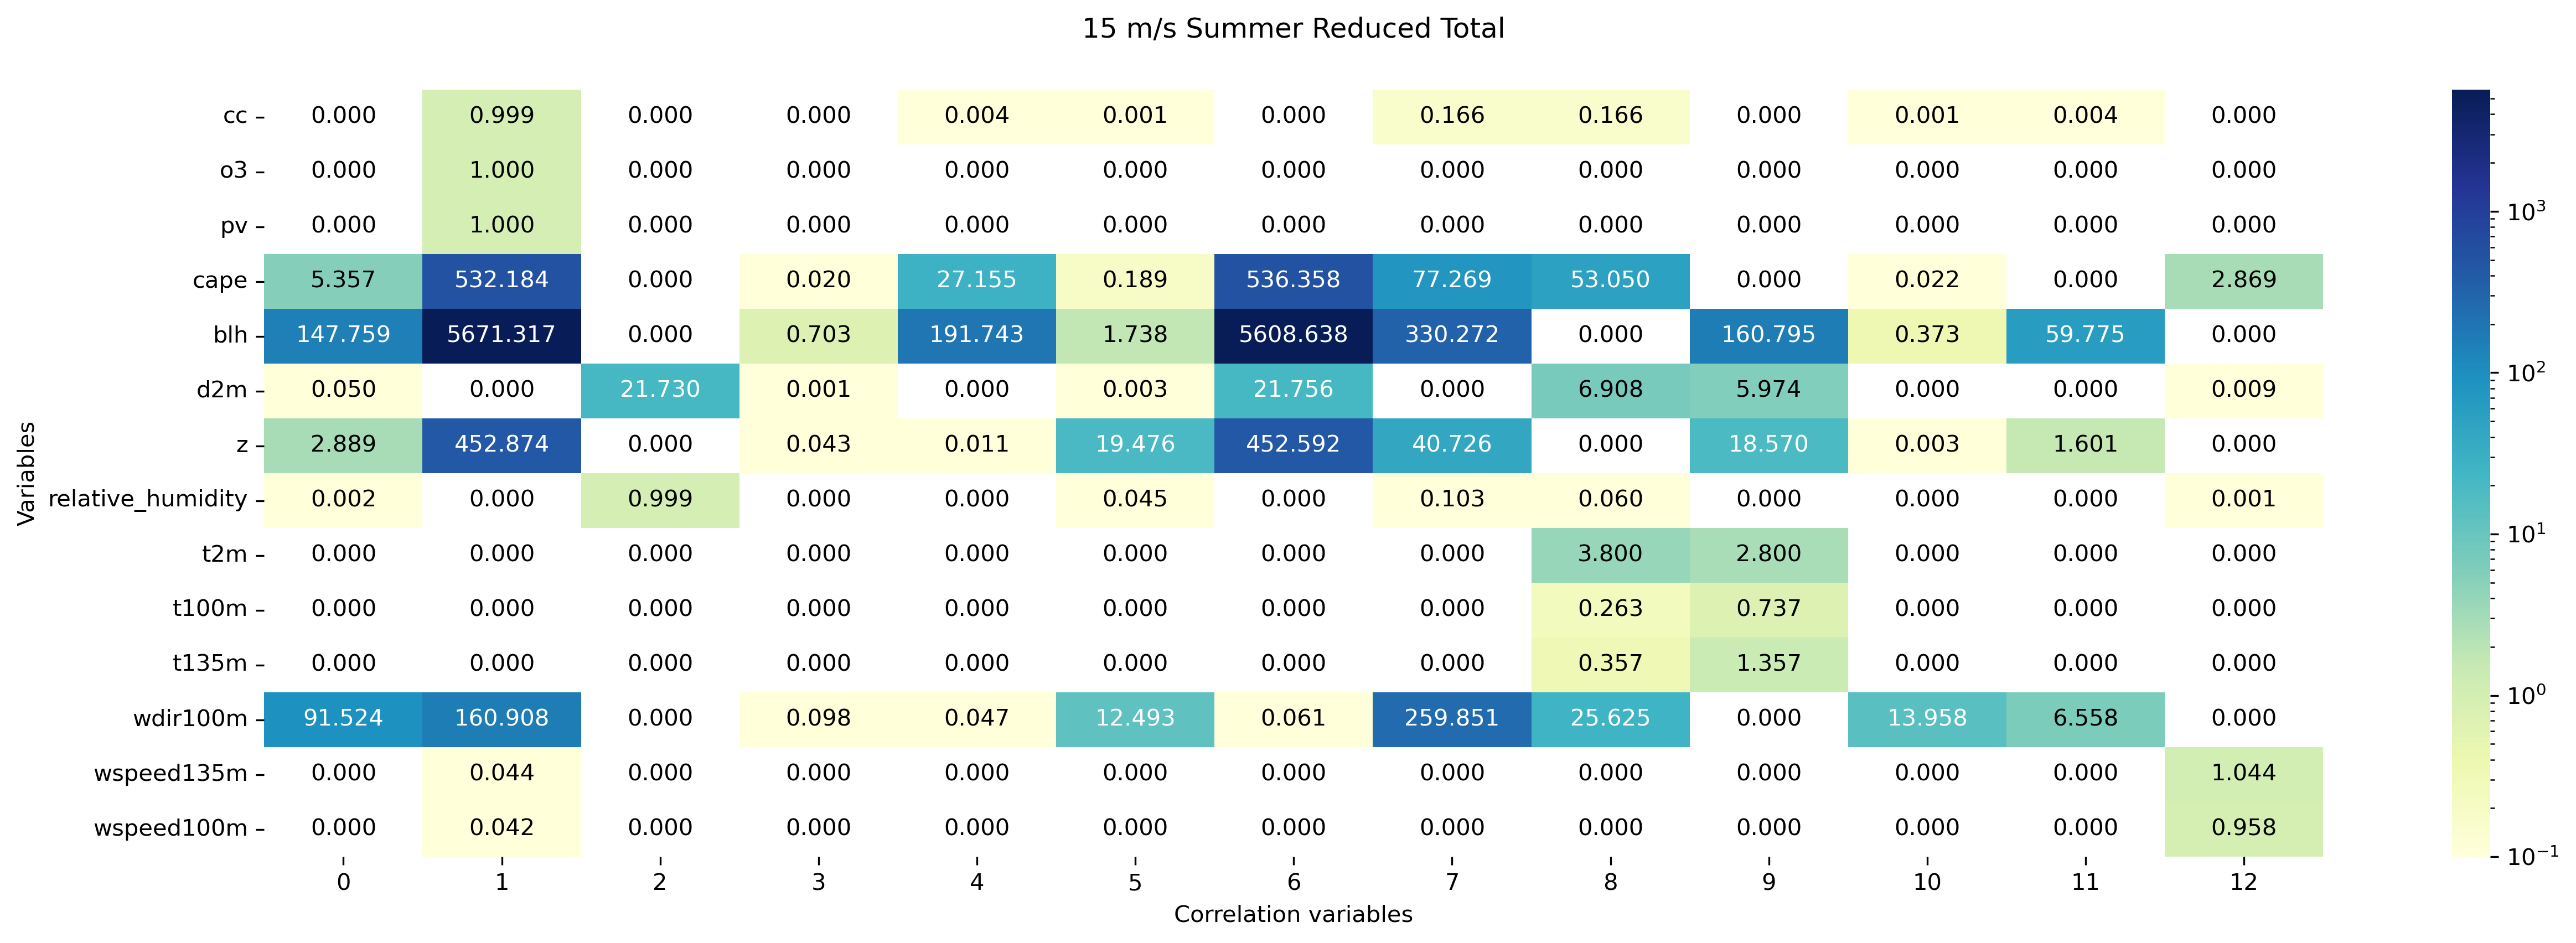 15 m/s Summer Reduced Total
cc 0.000 0.999 0.000 0.000 0.004 0.001 0.000 0.166 0.166 0.000 0.001 0.004 0.000
o3 0.000 1.000 0.000 0.000 0.000 0.000 0.000 0.000 0.000 0.000 0.000 0.000 0.000
pv 0.000 1.000 0.000 0.000 0.000 0.000 0.000 0.000 0.000 0.000 0.000 0.000 0.000
cape 5.357 532.184 0.000 0.020 27.155 0.189 536.358 77.269 53.050 0.000 0.022 0.000 2.869
blh 147.759 5671.317 0.000 0.703 191.743 1.738 5608.638 330.272 0.000 160.795 0.373 59.775 0.000
d2m 0.050 0.000 21.730 0.001 0.000 0.003 21.756 0.000 6.908 5.974 0.000 0.000 0.009
z 2.889 452.874 0.000 0.043 0.011 19.476 452.592 40.726 0.000 18.570 0.003 1.601 0.000
relative_humidity 0.002 0.000 0.999 0.000 0.000 0.045 0.000 0.103 0.060 0.000 0.000 0.000 0.001
t2m 0.000 0.000 0.000 0.000 0.000 0.000 0.000 0.000 3.800 2.800 0.000 0.000 0.000
t100m 0.000 0.000 0.000 0.000 0.000 0.000 0.000 0.000 0.263 0.737 0.000 0.000 0.000
t135m 0.000 0.000 0.000 0.000 0.000 0.000 0.000 0.000 0.357 1.357 0.000 0.000 0.000
wdir100m 91.524 160.908 0.000 0.098 0.047 12.493 0.061 259.851 25.625 0.000 13.958 6.558 0.000
wspeed135m 0.000 0.044 0.000 0.000 0.000 0.000 0.000 0.000 0.000 0.000 0.000 0.000 1.044
wspeed100m 0.000 0.042 0.000 0.000 0.000 0.000 0.000 0.000 0.000 0.000 0.000 0.000 0.958
0 1 2 3 4 5 6 7 8 9 10 11 12
Correlation variables
Variables
10³
10²
10¹
10⁰
10⁻¹